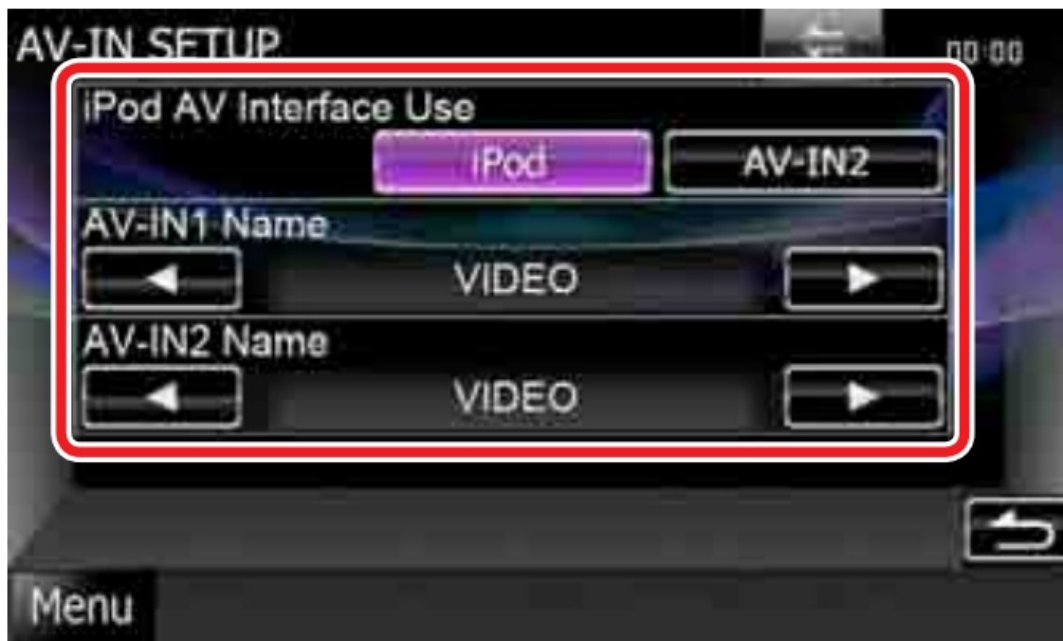 AV-IN SETUP 00:00
iPod AV Interface Use
iPod AV-IN2
AV-IN1 Name
VIDEO
AV-IN2 Name
VIDEO
Menu